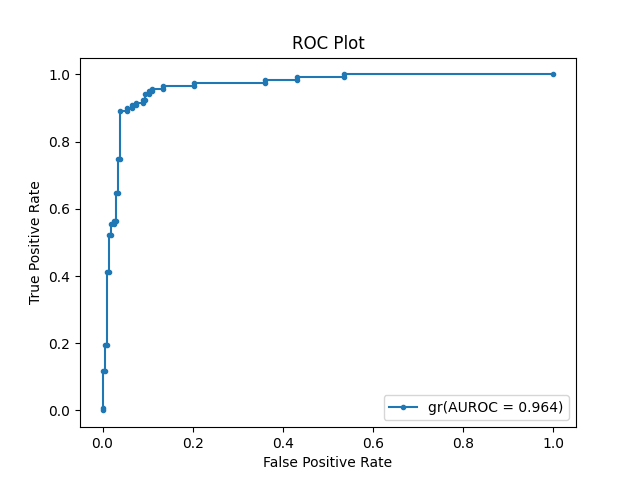 ROC Plot
True Positive Rate
1.0
0.8
0.6
0.4
0.2
0.0
gr(AUROC = 0.964)
0.0 0.2 0.4 0.6 0.8 1.0
False Positive Rate